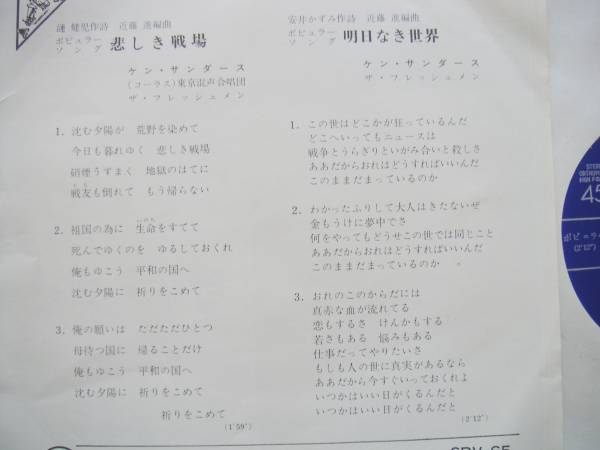 漣 健児作詩 近藤 進編曲
ポピュラーソング 悲しき戦場
ケン・サンダース
(コーラス)東京混声合唱団
ザ・フレッシュメン
1. 沈む夕陽が 荒野を染めて
今日も暮れゆく 悲しき戦場
硝煙うずまく 地獄のはてに
戦友も倒れて もう帰らない
2. 祖国の為に 生命をすてて
死んでゆくのを ゆるしておくれ
俺もゆこう 平和の国へ
沈む夕陽に 祈りをこめて
3. 俺の願いは ただただひとつ
母待つ国に 帰ることだけ
俺もゆこう 平和の国へ
沈む夕陽に 祈りをこめて
祈りをこめて
(1'59")
安井かずみ作詩 近藤 進編曲
ポピュラーソング 明日なき世界
ケン・サンダース
ザ・フレッシュメン
1. この世はどこかが狂っているんだ
どこへいってもニュースは
戦争とうらぎりといがみ合いと殺しさ
ああだからおれはどうすればいいんだ
このままだまっているのか
2. わかったふりして大人はきたないぜ
金もうけに夢中でさ
何をやってもどうせこの世では同じこと
ああだからおれはどうすればいいんだ
このままだまっているのか
3. おれのこのからだには
真赤な血が流れてる
恋もするさ けんかもする
若さもある 悩みもある
仕事だってやりたいさ
もしも人の世に真実があるなら
ああだから今すぐいっておくれよ
いつかはいい日がくるんだと
いつかはいい日がくるんだと
(2'12")
STEREO
45
ポピュラー
(2'12")